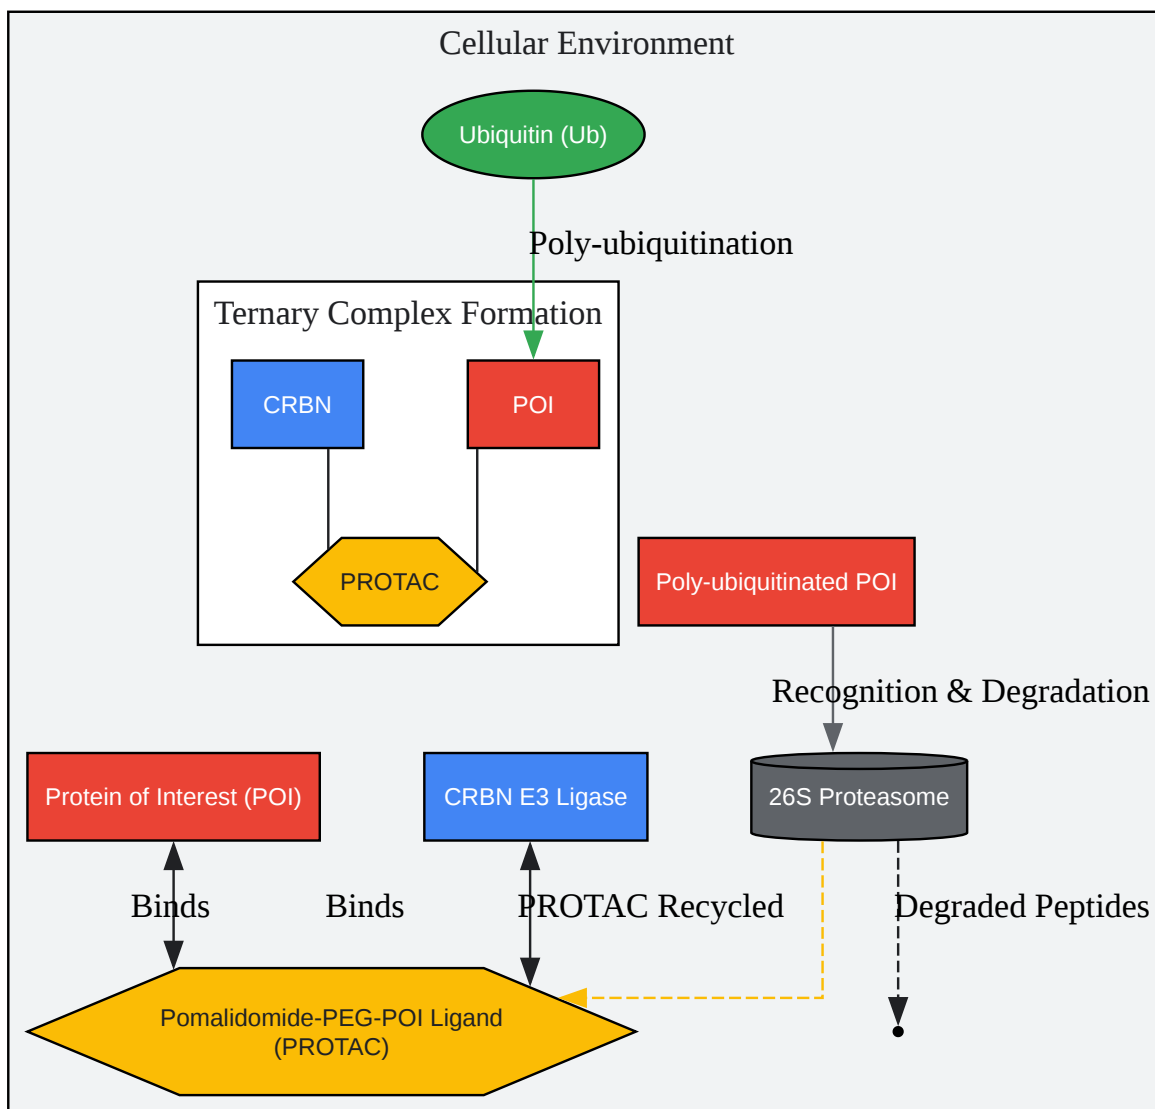 Cellular Environment
Ubiquitin (Ub)
Poly-ubiquitination
Ternary Complex Formation
CRBN
POI
PROTAC
Poly-ubiquitinated POI
Recognition & Degradation
Protein of Interest (POI)
CRBN E3 Ligase
26S Proteasome
Binds
Binds
PROTAC Recycled
Degraded Peptides
Pomalidomide-PEG-POI Ligand
(PROTAC)